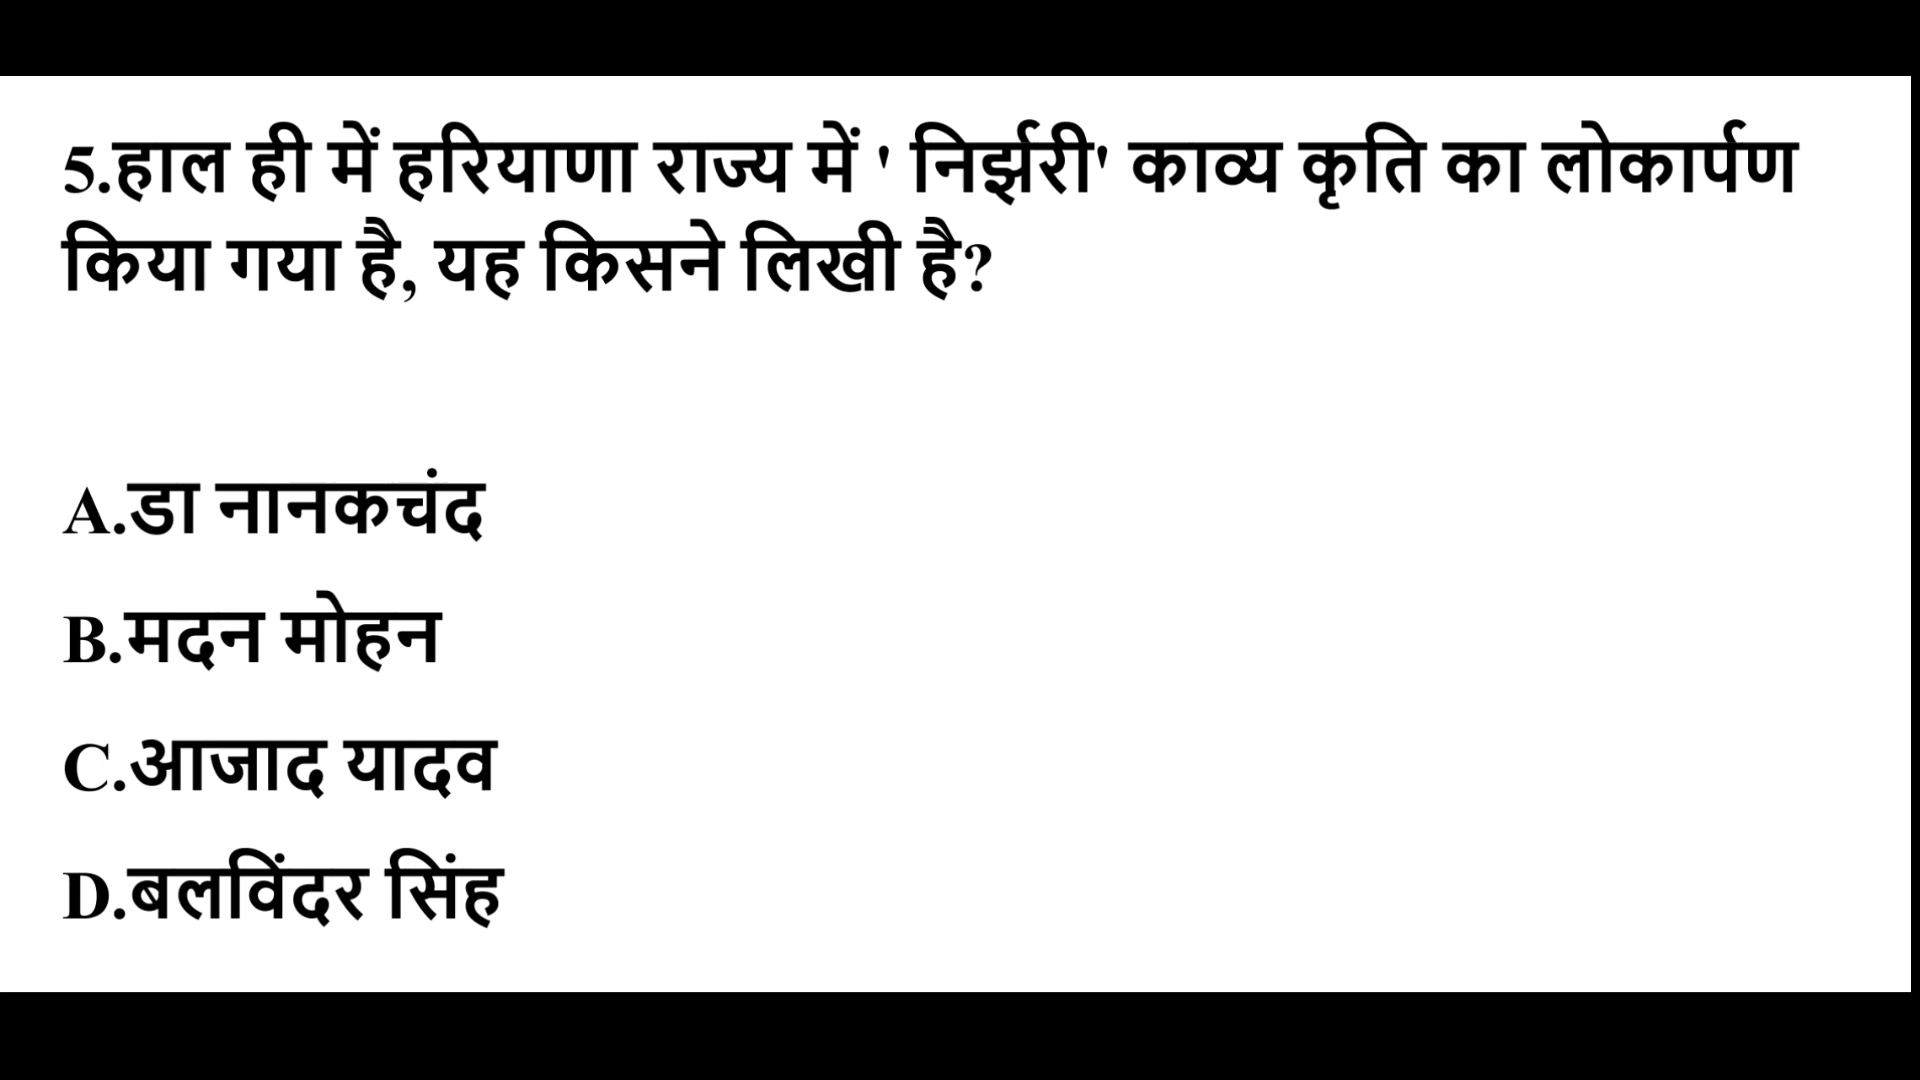 5.हाल ही में हरियाणा राज्य में ' निर्झरी' काव्य कृति का लोकार्पण
किया गया है, यह किसने लिखी है?
A.डा नानकचंद
B.मदन मोहन
C.आजाद यादव
D.बलविंदर सिंह